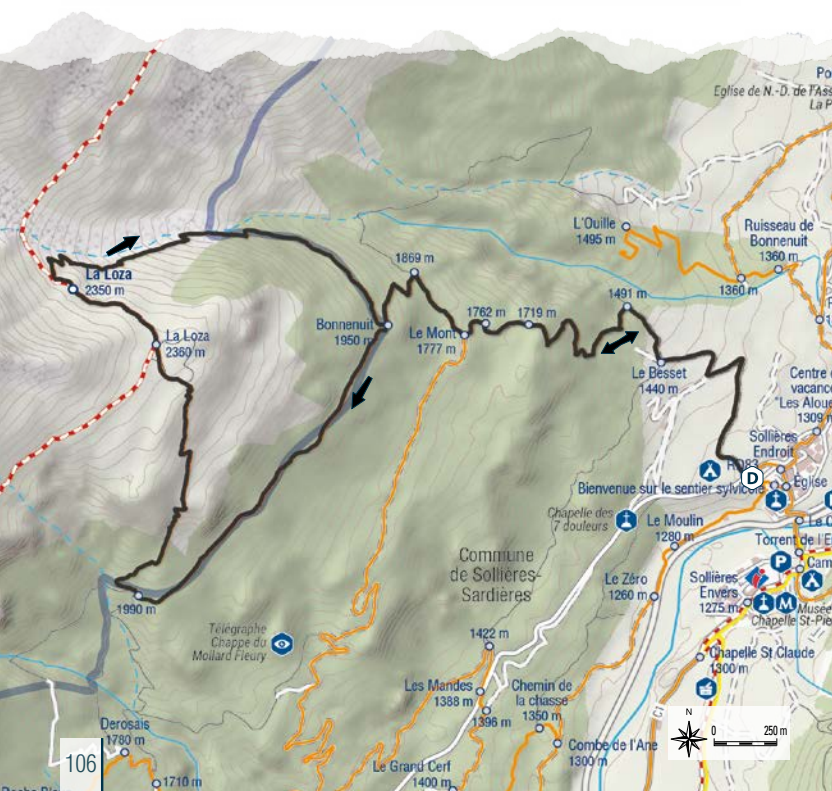 Eglise de N.-D. de l'Ass
La P
L'Ouille
1495 m
Ruisseau de
Bonnenuit
1360 m
1360 m
1869 m
La Loza
2350 m
1491 m
1762 m
1719 m
Bonnenuit
1950 m
Le Mont
1777 m
La Loza
2360 m
Le Besset
1440 m
Centre
vacanc
"Les Aloue
1309 m
Sollières
Endroit
D
Eglise
Bienvenue sur le sentier sylvicole
Chapelle des
7 douleurs
Le Moulin
1280 m
Torrent de l'E
P
Cam
Commune
de Sollières-
Sardières
Le Zéro
1260 m
Sollières
Envers
1275 m
M
Musée
Chapelle St-Pie
1990 m
Télégraphe
Chappe du
Mollard Fleury
1422 m
Chapelle St Claude
1300 m
Les Mandes
1388 m
Chemin de
la chasse
1350 m
1396 m
N
0 250 m
Derosais
1780 m
Combe de l'Ane
1300 m
106
1710 m
Le Grand Cerf
1400 m